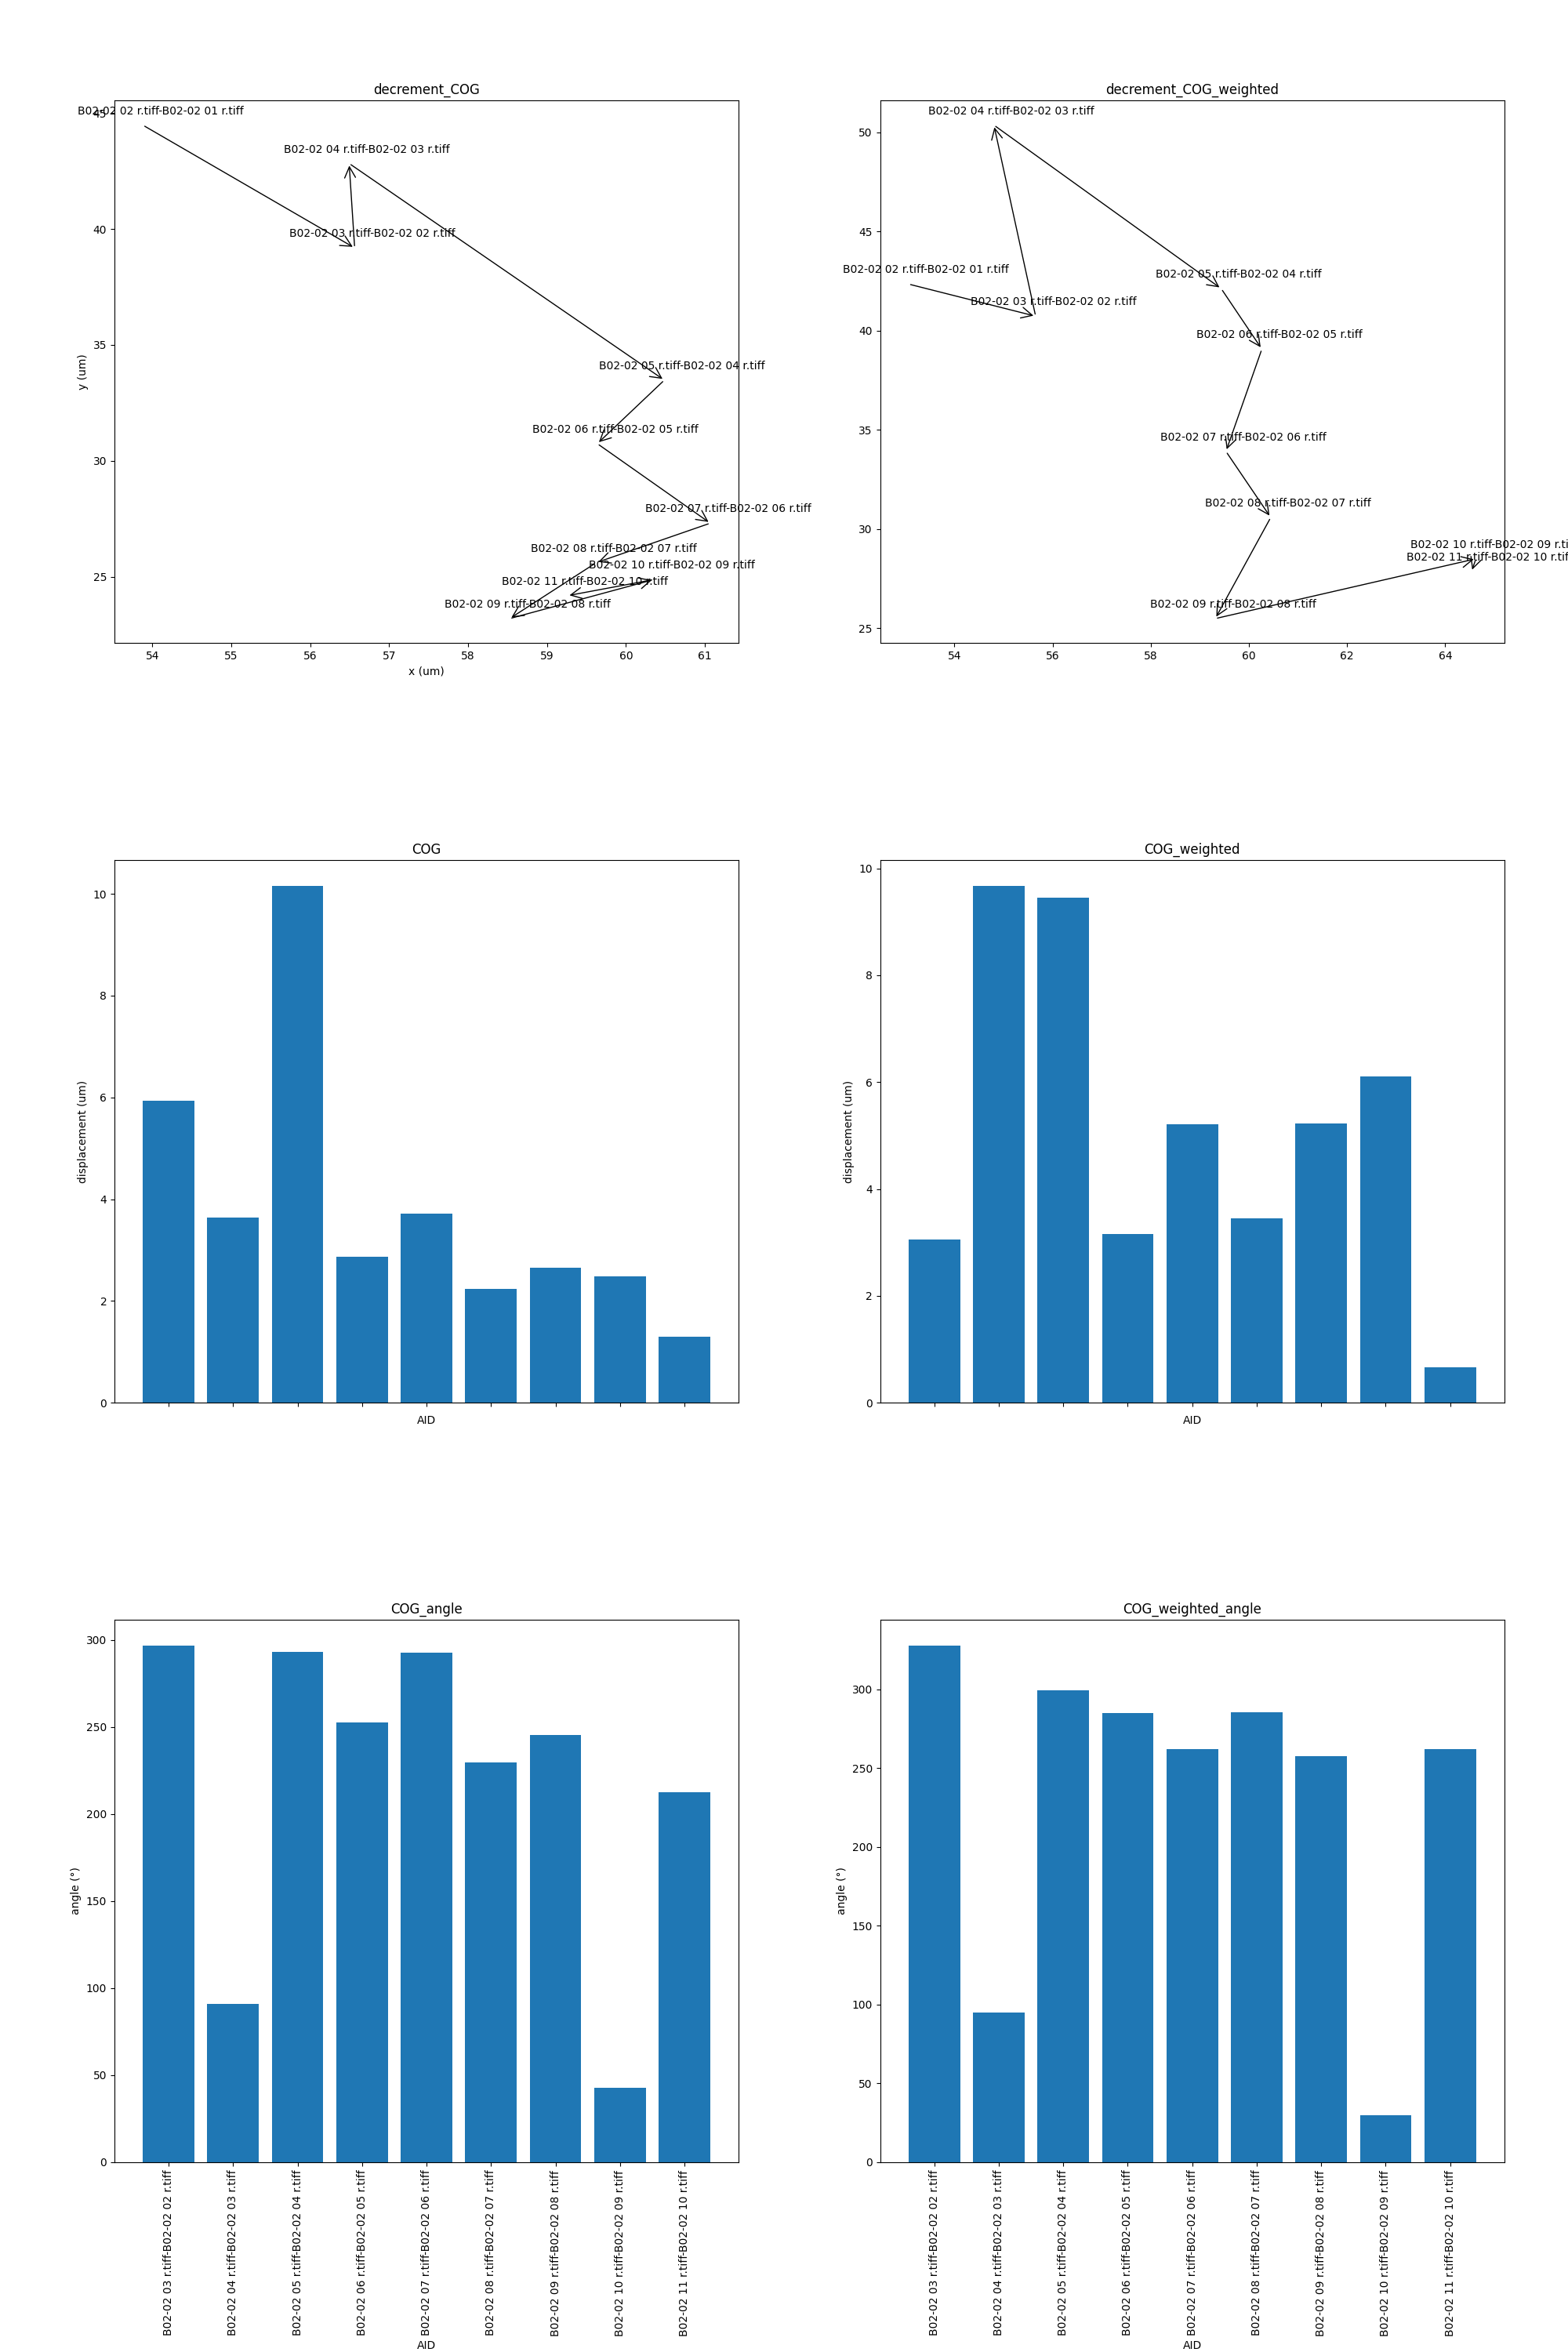 decrement_COG
decrement_COG_weighted
45
40
35
30
25
y (um)
B02-02 02 r.tiff-B02-02 01 r.tiff
B02-02 04 r.tiff-B02-02 03 r.tiff
B02-02 03 r.tiff-B02-02 02 r.tiff
B02-02 05 r.tiff-B02-02 04 r.tiff
B02-02 06 r.tiff-B02-02 05 r.tiff
B02-02 07 r.tiff-B02-02 06 r.tiff
B02-02 08 r.tiff-B02-02 07 r.tiff
B02-02 10 r.tiff-B02-02 09 r.tiff
B02-02 11 r.tiff-B02-02 10 r.tiff
B02-02 09 r.tiff-B02-02 08 r.tiff
54 55 56 57 58 59 60 61
x (um)
50
45
40
35
30
25
B02-02 04 r.tiff-B02-02 03 r.tiff
B02-02 02 r.tiff-B02-02 01 r.tiff
B02-02 05 r.tiff-B02-02 04 r.tiff
B02-02 03 r.tiff-B02-02 02 r.tiff
B02-02 06 r.tiff-B02-02 05 r.tiff
B02-02 07 r.tiff-B02-02 06 r.tiff
B02-02 08 r.tiff-B02-02 07 r.tiff
B02-02 10 r.tiff-B02-02 09 r.ti
B02-02 11 r.tiff-B02-02 10 r.tif
B02-02 09 r.tiff-B02-02 08 r.tiff
54 56 58 60 62 64
COG
10
8
6
4
2
0
displacement (um)
AID
COG_weighted
10
8
6
4
2
0
displacement (um)
AID
COG_angle
300
250
200
150
100
50
0
angle (°)
B02-02 03 r.tiff-B02-02 02 r.tiff
B02-02 04 r.tiff-B02-02 03 r.tiff
B02-02 05 r.tiff-B02-02 04 r.tiff
B02-02 06 r.tiff-B02-02 05 r.tiff
B02-02 07 r.tiff-B02-02 06 r.tiff
B02-02 08 r.tiff-B02-02 07 r.tiff
B02-02 09 r.tiff-B02-02 08 r.tiff
B02-02 10 r.tiff-B02-02 09 r.tiff
B02-02 11 r.tiff-B02-02 10 r.tiff
AID
COG_weighted_angle
300
250
200
150
100
50
0
angle (°)
B02-02 03 r.tiff-B02-02 02 r.tiff
B02-02 04 r.tiff-B02-02 03 r.tiff
B02-02 05 r.tiff-B02-02 04 r.tiff
B02-02 06 r.tiff-B02-02 05 r.tiff
B02-02 07 r.tiff-B02-02 06 r.tiff
B02-02 08 r.tiff-B02-02 07 r.tiff
B02-02 09 r.tiff-B02-02 08 r.tiff
B02-02 10 r.tiff-B02-02 09 r.tiff
B02-02 11 r.tiff-B02-02 10 r.tiff
AID